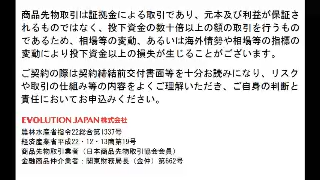 商品先物取引は証拠金による取引であり、元本及び利益が保証さ
れるものではなく、投下資金の数十倍以上の額の取引を行うもの
であるため、相場等の変動、あるいは海外情勢や相場等の指標の
変動により投下資金以上の損失が生じることがございます。
ご契約の際は契約締結前交付書面等を十分お読みになり、リスク
や取引の仕組み等の内容をよくご理解いただき、ご自身の判断と
責任においてお申込みください。
EVOLUTION JAPAN 株式会社
農林水産省指令22総合第1337号
経済産業省平成22・12・13商第19号
商品先物取引業者（日本商品先物取引協会会員）
金融商品仲介業者：関東財務局長（金仲）第662号